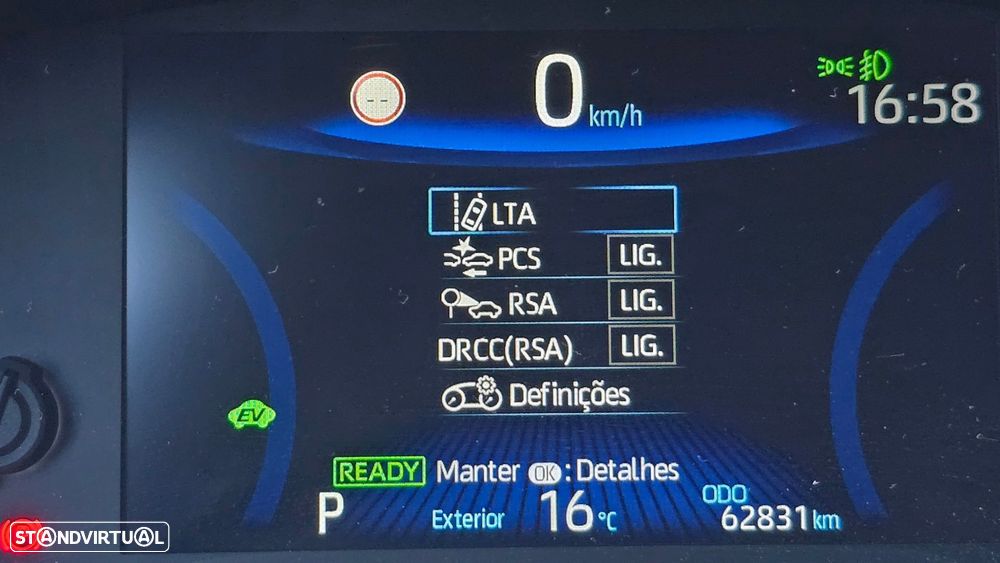 0 km/h
--
16:58
LTA
PCS LIG.
RSA LIG.
DRCC(RSA) LIG.
Definições
EV
READY Manter OK : Detalhes
P Exterior 16 °C ODO 62831 km
STANDVIRTUAL